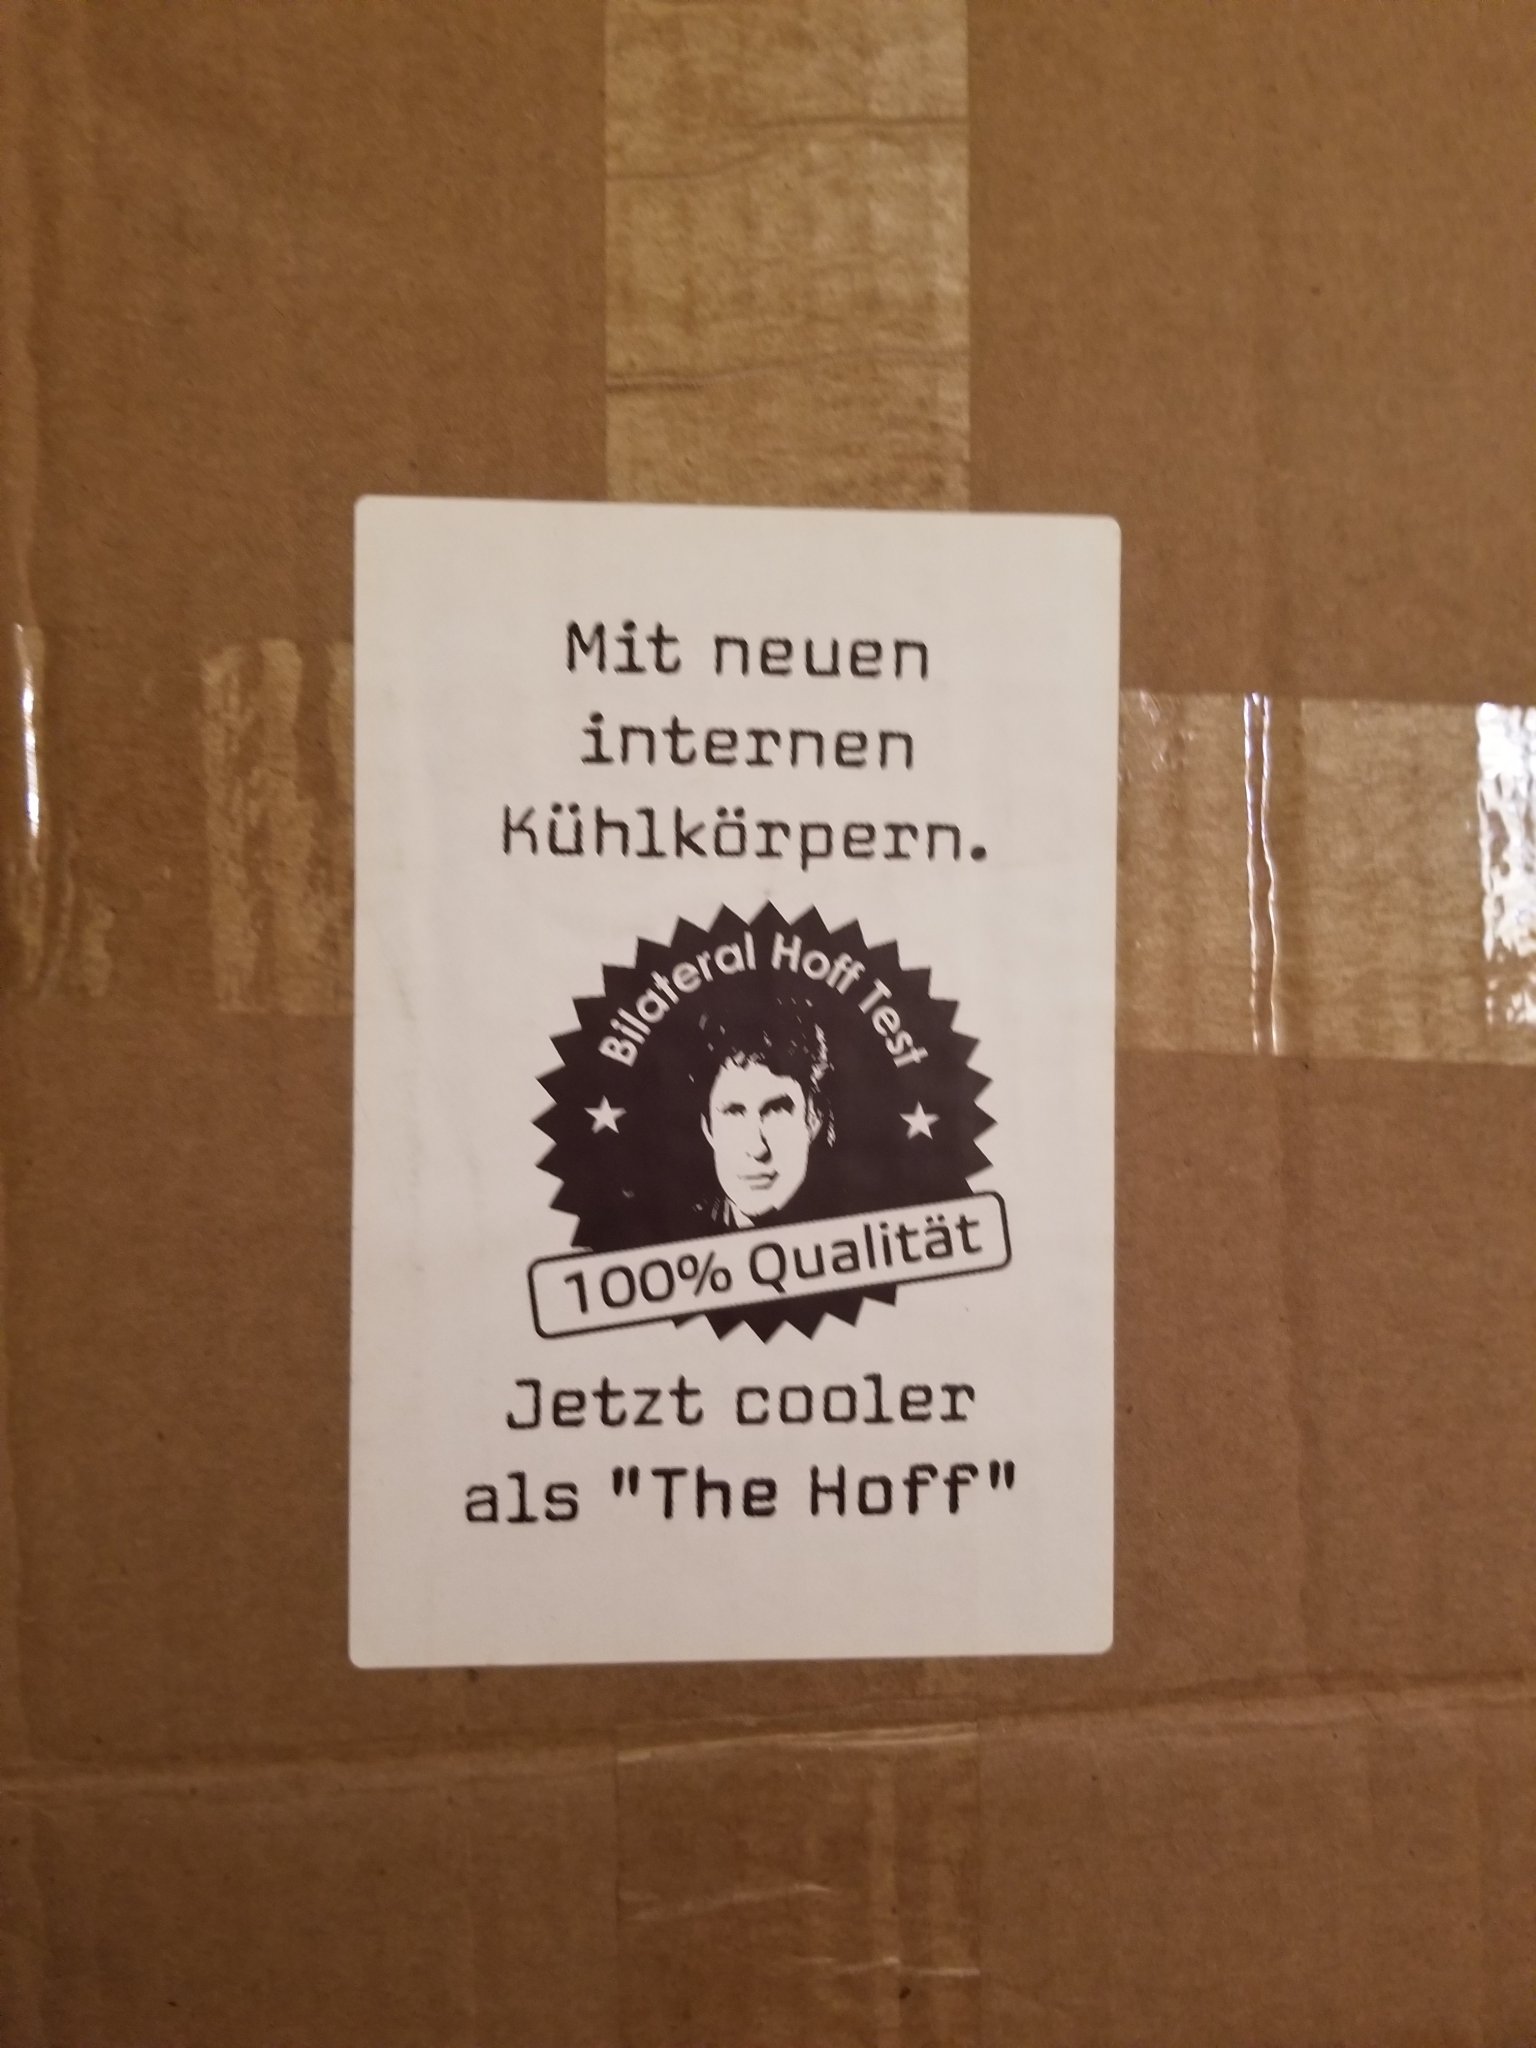 Mit neuen
internen
Kühlkörpern.
Bilateral Hoff Test
100% Qualität
Jetzt cooler
als "The Hoff"